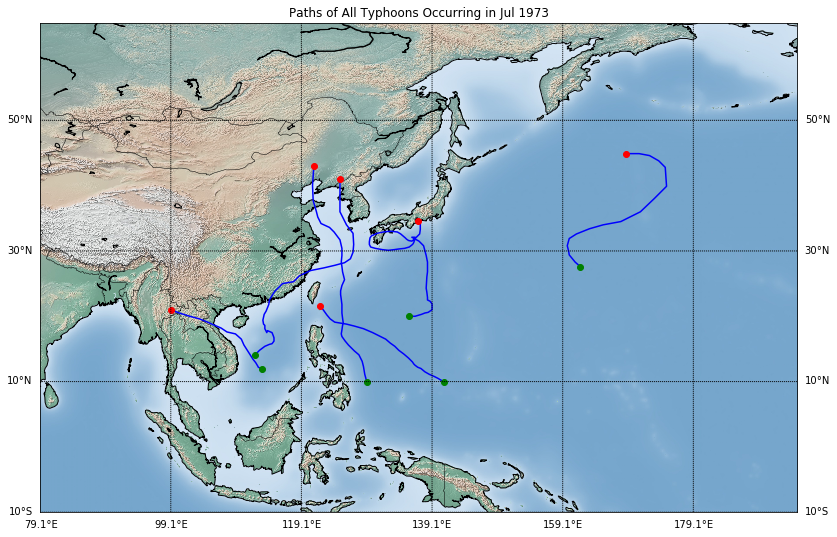 Paths of All Typhoons Occurring in Jul 1973
50°N 50°N
30°N 30°N
10°N 10°N
10°S 10°S
79.1°E 99.1°E 119.1°E 139.1°E 159.1°E 179.1°E